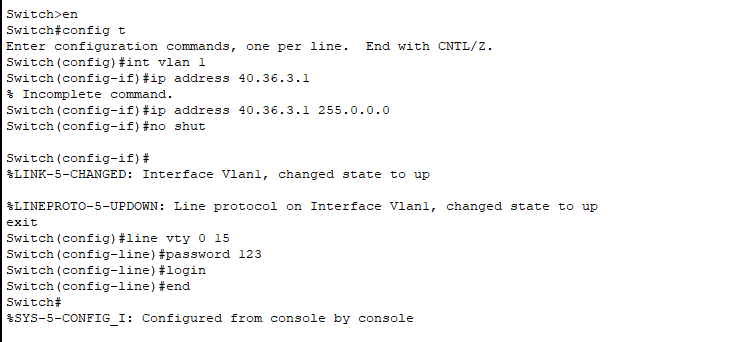 Switch>en
Switch#config t
Enter configuration commands, one per line.  End with CNTL/Z.
Switch(config)#int vlan 1
Switch(config-if)#ip address 40.36.3.1
% Incomplete command.
Switch(config-if)#ip address 40.36.3.1 255.0.0.0
Switch(config-if)#no shut
Switch(config-if)#
%LINK-5-CHANGED: Interface Vlan1, changed state to up
%LINEPROTO-5-UPDOWN: Line protocol on Interface Vlan1, changed state to up
exit
Switch(config)#line vty 0 15
Switch(config-line)#password 123
Switch(config-line)#login
Switch(config-line)#end
Switch#
%SYS-5-CONFIG_I: Configured from console by console